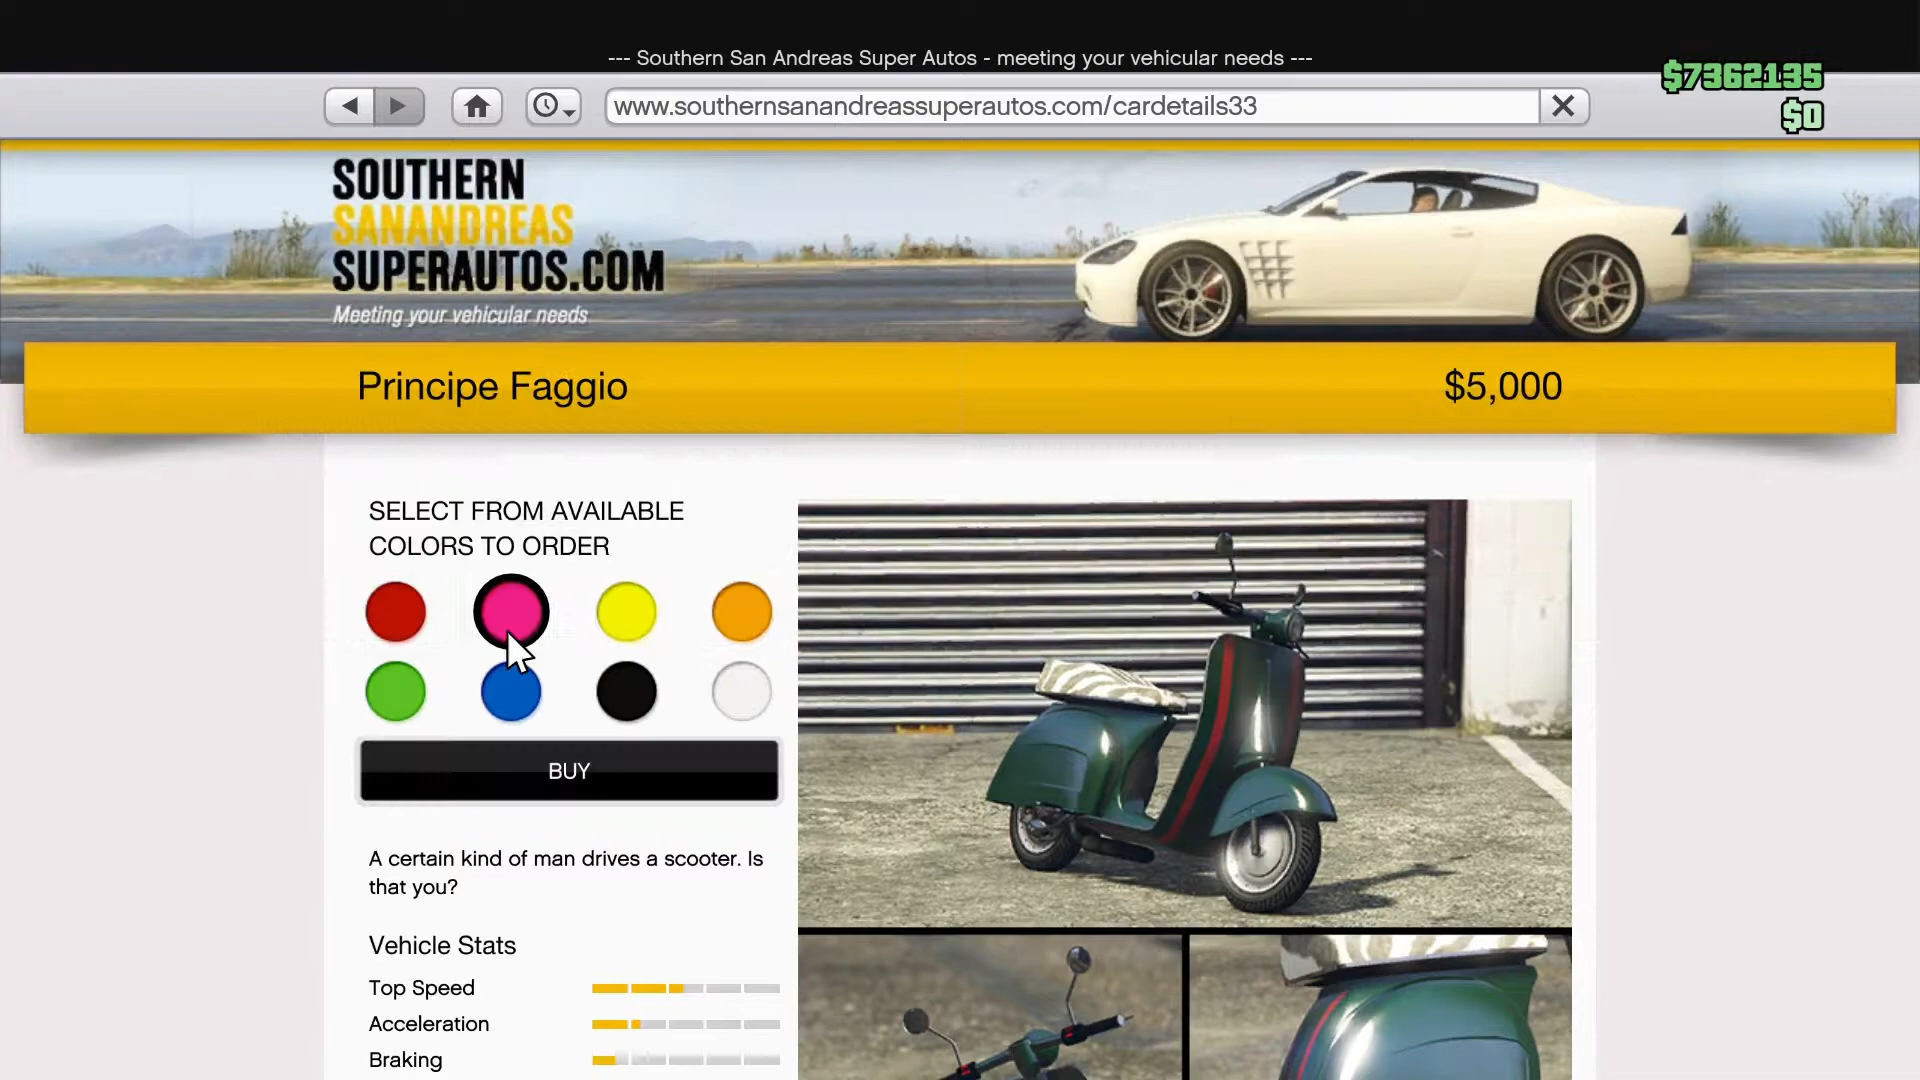 --- Southern San Andreas Super Autos - meeting your vehicular needs ---
$7362135
www.southernsanandreassuperautos.com/cardetails33
$0
SOUTHERN
SANANDREAS
SUPERAUTOS.COM
Meeting your vehicular needs
Principe Faggio
$5,000
SELECT FROM AVAILABLE
COLORS TO ORDER
BUY
A certain kind of man drives a scooter. Is
that you?
Vehicle Stats
Top Speed
Acceleration
Braking